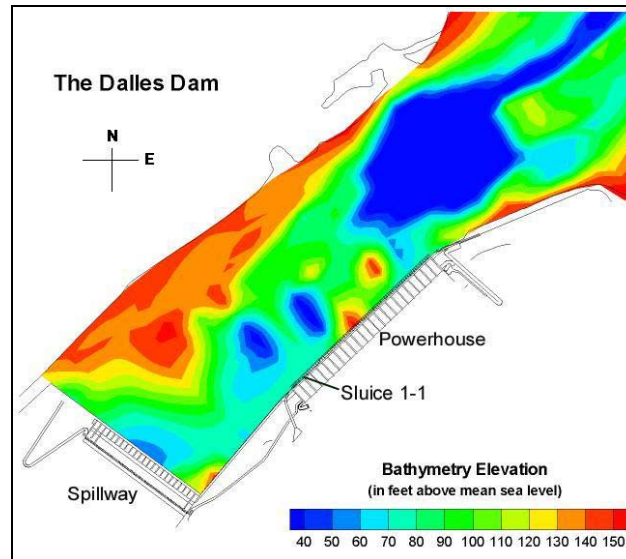 The Dalles Dam
N
E
Powerhouse
Sluice 1-1
Spillway
Bathymetry Elevation
(in feet above mean sea level)
40 50 60 70 80 90 100 110 120 130 140 150